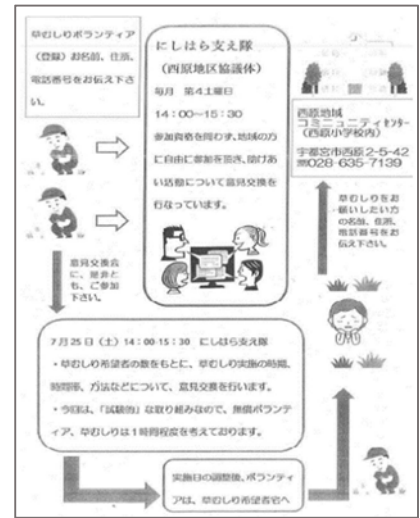 草むしりボランティア
(登録)お名前、住所、
電話番号をお伝え下さ
い。
にしはら支え隊
(西原地区協議体)
毎月 第4土曜日
14:00~15:30
参加資格を問わず、地域の方
に自由に参加を頂き、助けあ
い活動について意見交換を
行なっています。
西原地域
コミュニュニティセンター
(西原小学校内)
宇都宮市西原2-5-42
☎028-635-7139
草むしりをお
願いしたい方
の名前、住所、
電話番号をお
伝え下さい。
意見交換会
に、是非と
も、ご参加
下さい。
7月25日(土)14:00-15:30 にしはら支え隊
・草むしり希望者の数をもとに、草むしり実施の時期、
時間帯、方法などについて、意見交換を行います。
・今回は、「試験的」な取り組みなので、無償ボランテ
ィア、草むしりは1時間程度を考えております。
実施日の調整後、ボランティ
アは、草むしり希望者宅へ